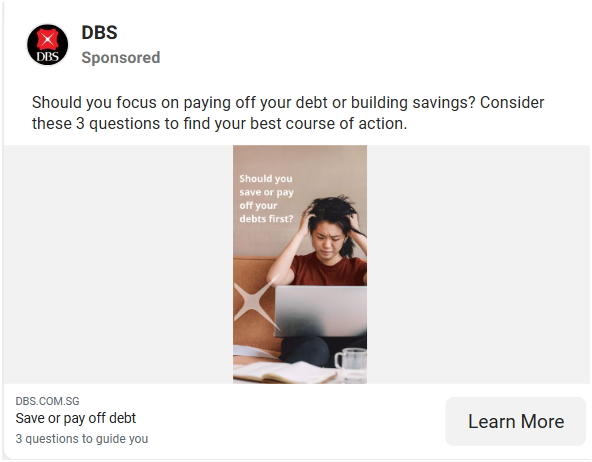 DBS
DBS
Sponsored
Should you focus on paying off your debt or building savings? Consider
these 3 questions to find your best course of action.
Should you
save or pay
off your
debts first?
DBS.COM.SG
Save or pay off debt
3 questions to guide you
Learn More